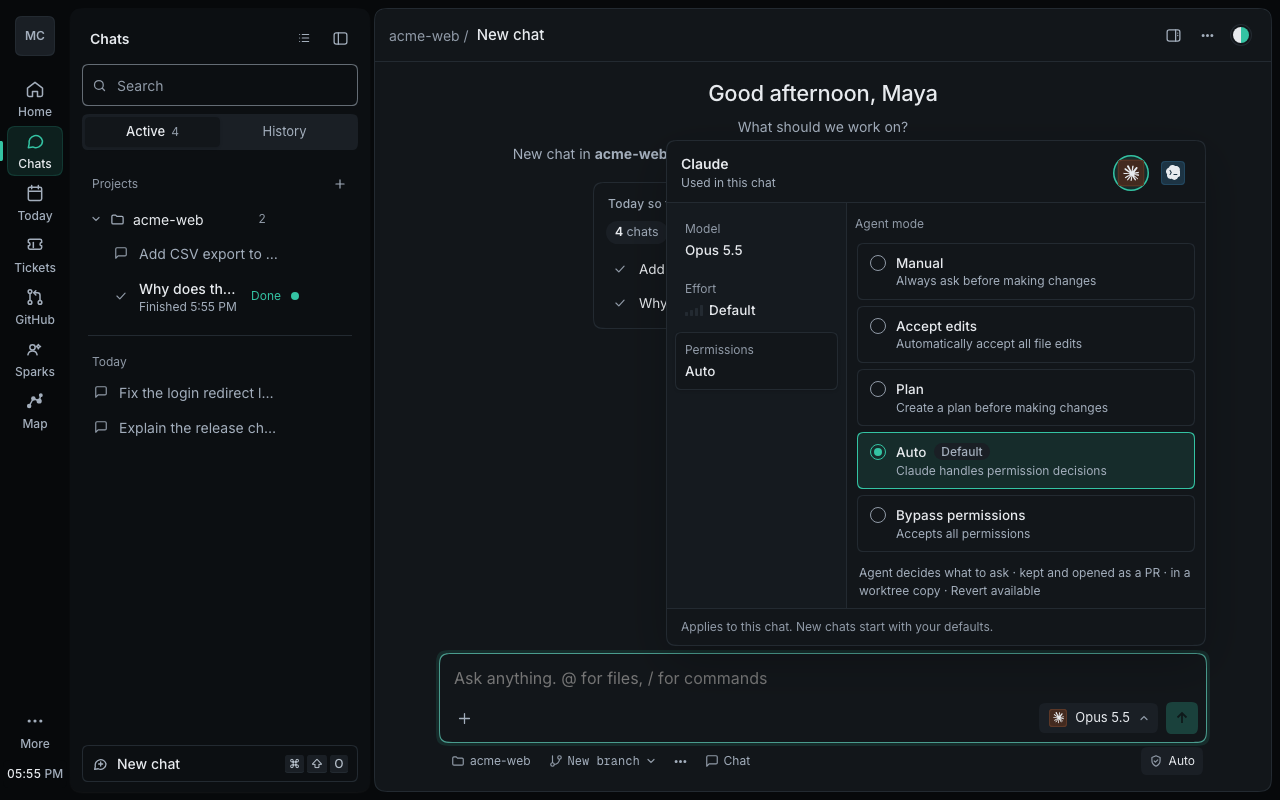 MC
Home
Chats
Today
Tickets
GitHub
Sparks
Map
More
05:55 PM
Chats
Search
Active 4
History
Projects
acme-web 2
Add CSV export to ...
Why does th... Done
Finished 5:55 PM
Today
Fix the login redirect l...
Explain the release ch...
New chat ⌘ ⇧ O
acme-web / New chat
Good afternoon, Maya
What should we work on?
New chat in acme-web
Today so
4 chats
Add
Why
Claude
Used in this chat
Model
Opus 5.5
Effort
Default
Permissions
Auto
Agent mode
Manual
Always ask before making changes
Accept edits
Automatically accept all file edits
Plan
Create a plan before making changes
Auto Default
Claude handles permission decisions
Bypass permissions
Accepts all permissions
Agent decides what to ask · kept and opened as a PR · in a
worktree copy · Revert available
Applies to this chat. New chats start with your defaults.
Ask anything. @ for files, / for commands
Opus 5.5
acme-web New branch Chat Auto